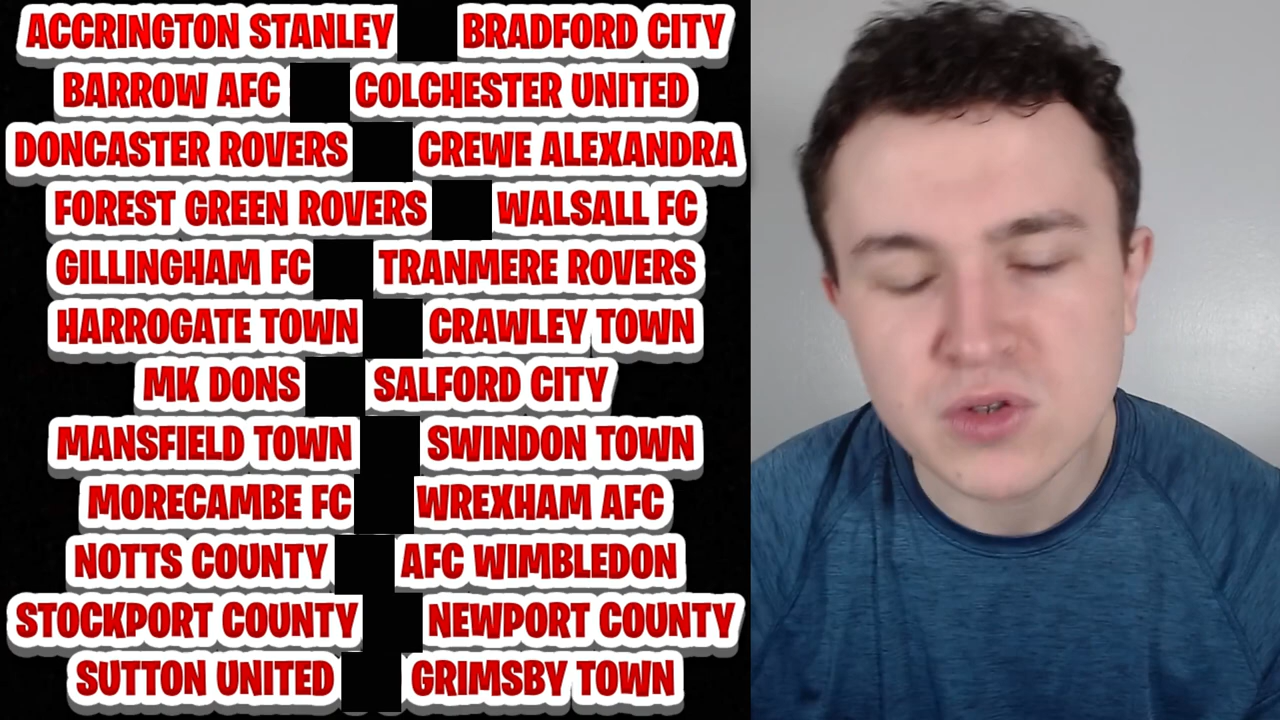 ACCRINGTON STANLEY BRADFORD CITY
BARROW AFC COLCHESTER UNITED
DONCASTER ROVERS CREWE ALEXANDRA
FOREST GREEN ROVERS WALSALL FC
GILLINGHAM FC TRANMERE ROVERS
HARROGATE TOWN CRAWLEY TOWN
MK DONS SALFORD CITY
MANSFIELD TOWN SWINDON TOWN
MORECAMBE FC WREXHAM AFC
NOTTS COUNTY AFC WIMBLEDON
STOCKPORT COUNTY NEWPORT COUNTY
SUTTON UNITED GRIMSBY TOWN